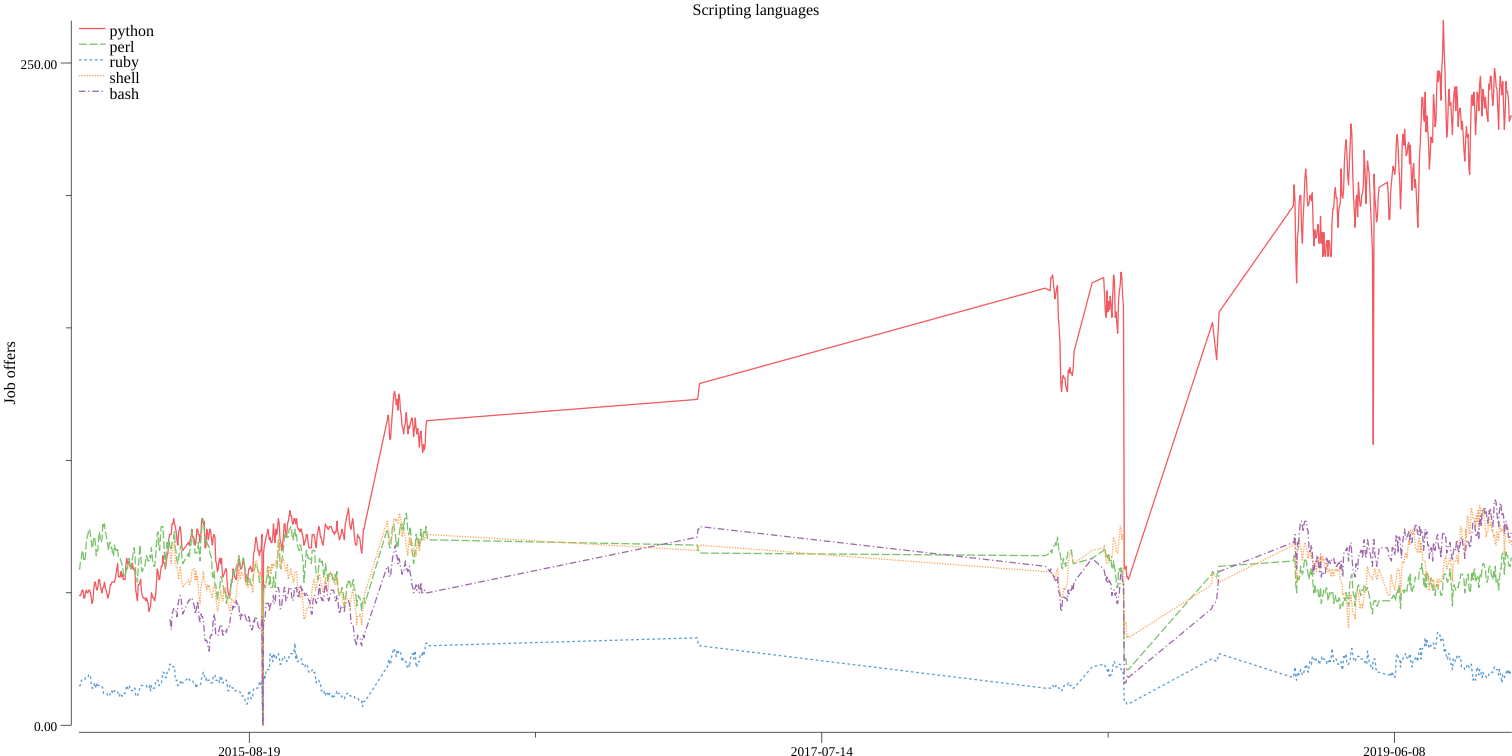 Scripting languages
python
perl
ruby
shell
bash
250.00
Job offers
0.00
2015-08-19
2017-07-14
2019-06-08